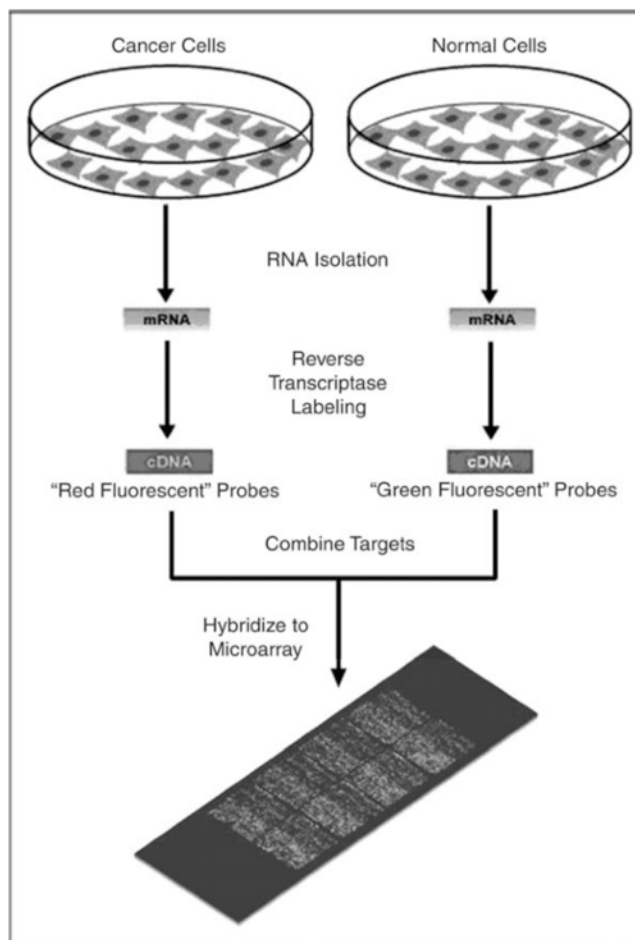 Cancer Cells
Normal Cells
RNA Isolation
mRNA
mRNA
Reverse
Transcriptase
Labeling
cDNA
cDNA
“Red Fluorescent” Probes
“Green Fluorescent” Probes
Combine Targets
Hybridize to
Microarray